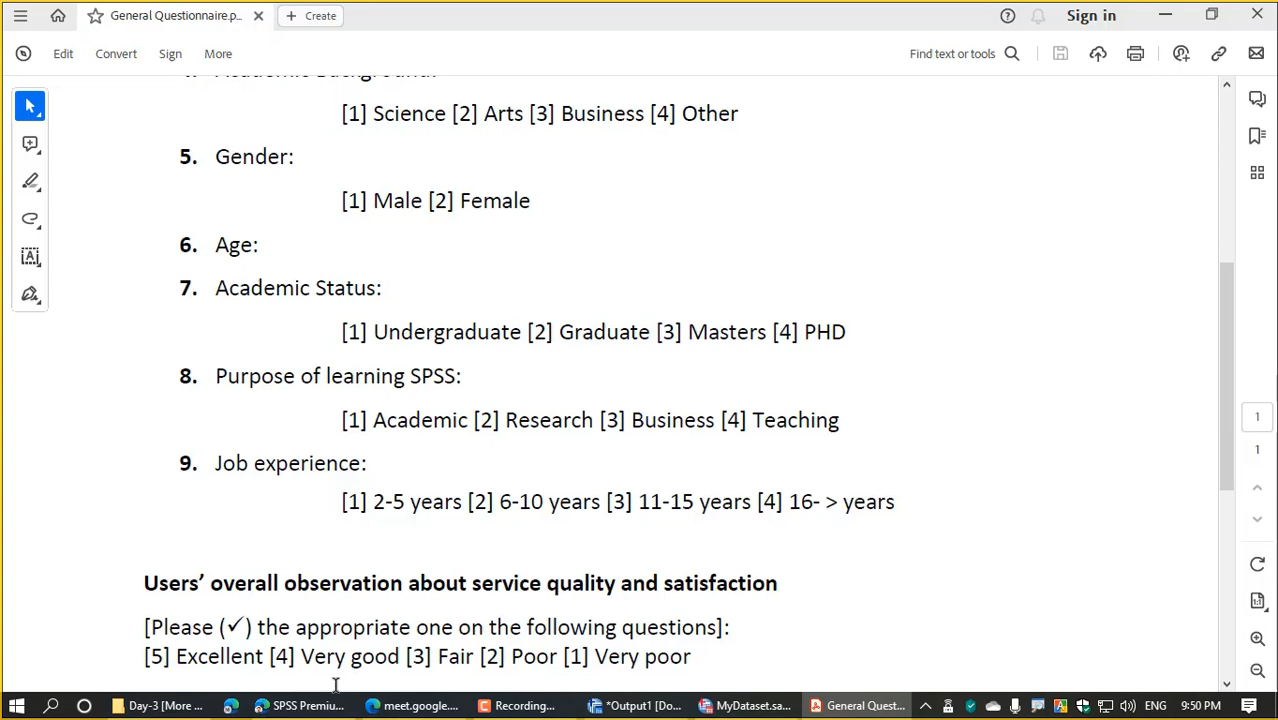 General Questionnaire.p...
Create
Sign in
Edit
Convert
Sign
More
Find text or tools
4. Academic Background:
[1] Science [2] Arts [3] Business [4] Other
5. Gender:
[1] Male [2] Female
6. Age:
7. Academic Status:
[1] Undergraduate [2] Graduate [3] Masters [4] PHD
8. Purpose of learning SPSS:
[1] Academic [2] Research [3] Business [4] Teaching
9. Job experience:
[1] 2-5 years [2] 6-10 years [3] 11-15 years [4] 16- > years
Users’ overall observation about service quality and satisfaction
[Please (✓) the appropriate one on the following questions]:
[5] Excellent [4] Very good [3] Fair [2] Poor [1] Very poor
1
1
Day-3 [More ...
SPSS Premiu...
meet.google....
Recording...
*Output1 [Do...
MyDataset.sa...
General Quest...
ENG
9:50 PM